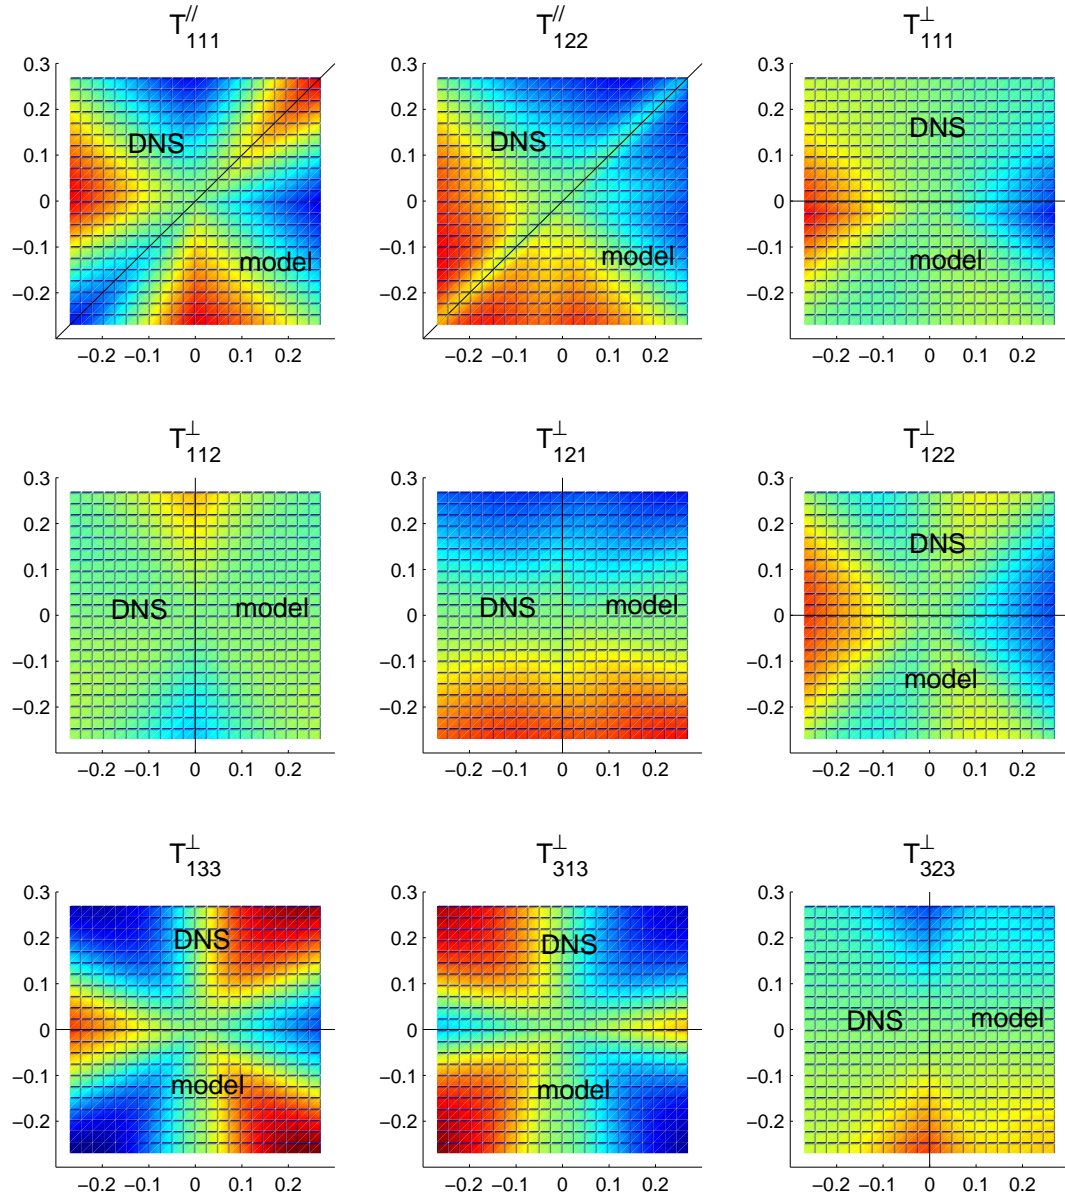 T//111 T//122 T⊥111
0.3 0.3 0.3
0.2 0.2 0.2
DNS DNS DNS
0.1 0.1 0.1
0 0 0
−0.1 −0.1 −0.1
model model model
−0.2 −0.2 −0.2
−0.2 −0.1 0 0.1 0.2 −0.2 −0.1 0 0.1 0.2 −0.2 −0.1 0 0.1 0.2
T⊥112 T⊥121 T⊥122
0.3 0.3 0.3
0.2 0.2 0.2
DNS
0.1 0.1 0.1
DNS model DNS model
0 0 0
−0.1 −0.1 −0.1
model
−0.2 −0.2 −0.2
−0.2 −0.1 0 0.1 0.2 −0.2 −0.1 0 0.1 0.2 −0.2 −0.1 0 0.1 0.2
T⊥133 T⊥313 T⊥323
0.3 0.3 0.3
0.2 0.2 0.2
DNS DNS
0.1 0.1 0.1
DNS model
0 0 0
−0.1 −0.1 −0.1
model model
−0.2 −0.2 −0.2
−0.2 −0.1 0 0.1 0.2 −0.2 −0.1 0 0.1 0.2 −0.2 −0.1 0 0.1 0.2